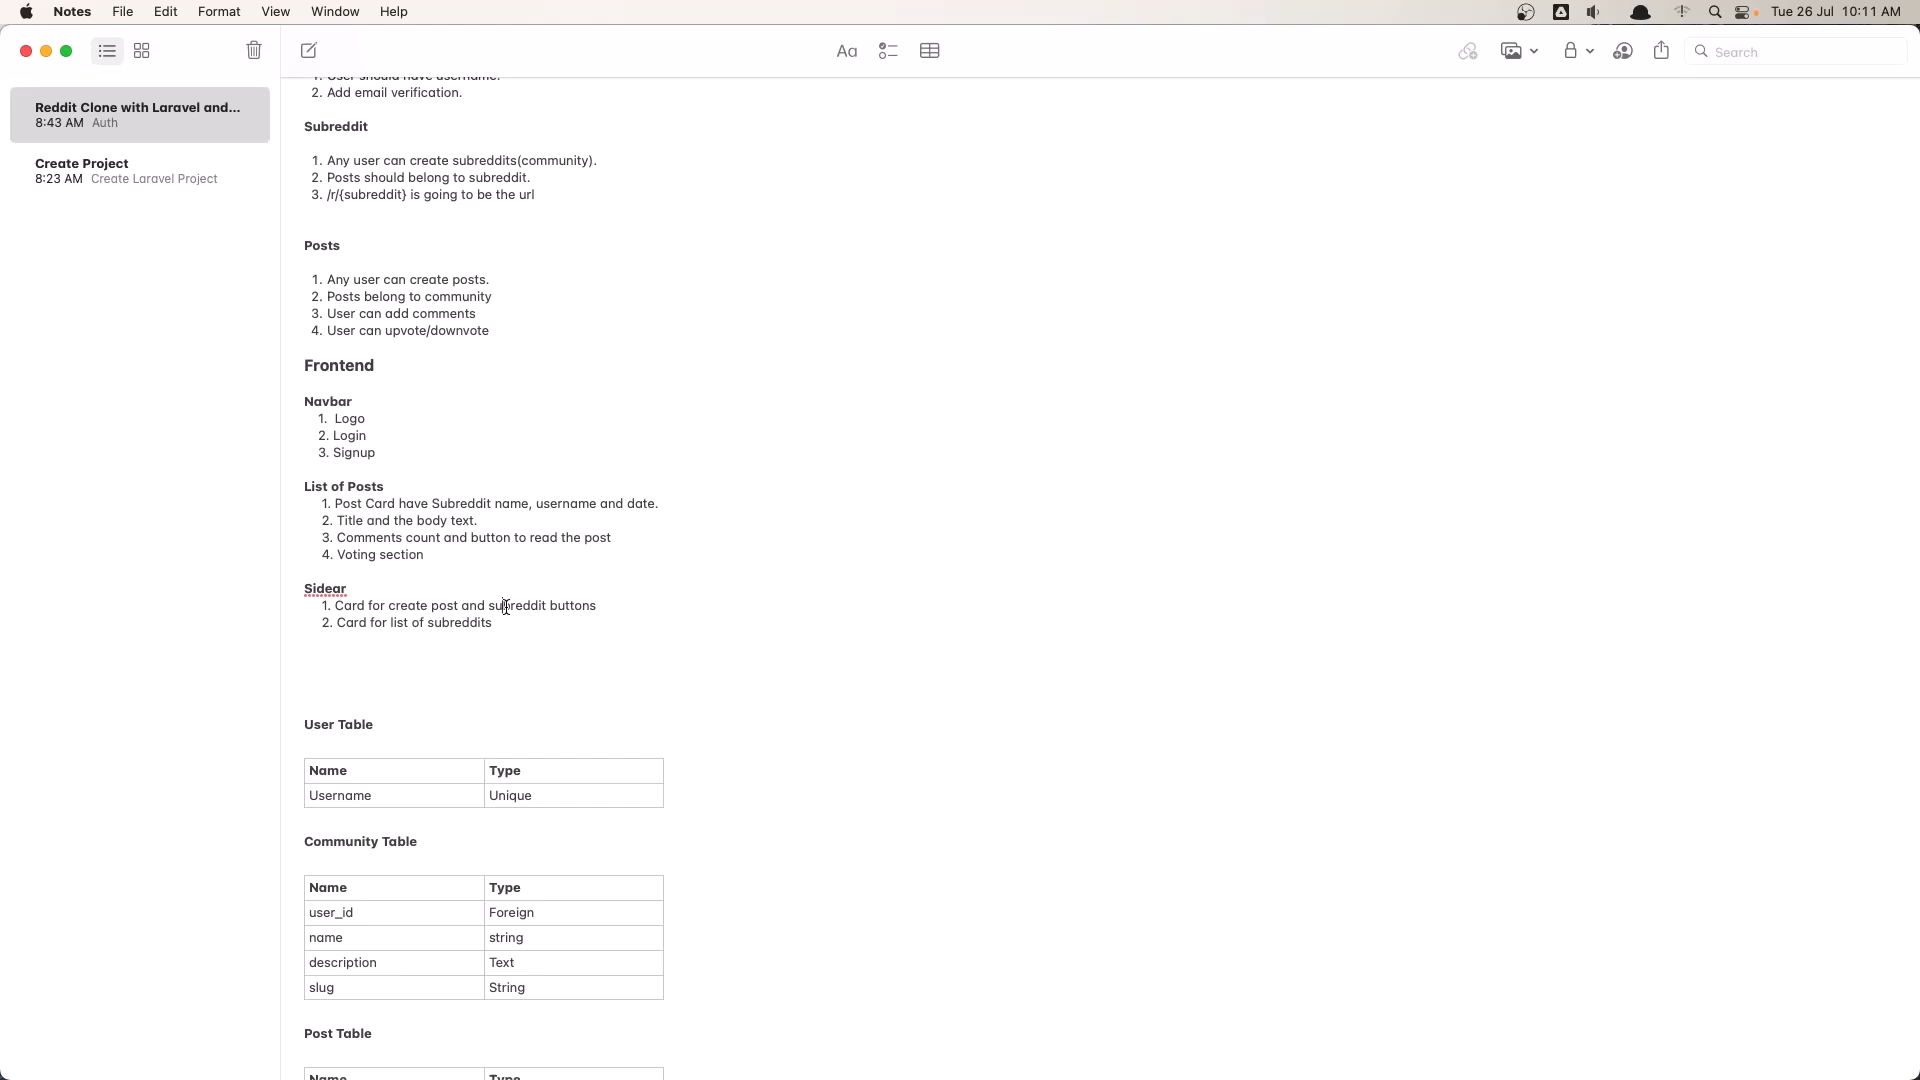 Notes File Edit Format View Window Help Tue 26 Jul 10:11 AM
Aa Search
Reddit Clone with Laravel and...
8:43 AM Auth
Create Project
8:23 AM Create Laravel Project
1. User should have username.
2. Add email verification.
Subreddit
1. Any user can create subreddits(community).
2. Posts should belong to subreddit.
3. /r/{subreddit} is going to be the url
Posts
1. Any user can create posts.
2. Posts belong to community
3. User can add comments
4. User can upvote/downvote
Frontend
Navbar
1. Logo
2. Login
3. Signup
List of Posts
1. Post Card have Subreddit name, username and date.
2. Title and the body text.
3. Comments count and button to read the post
4. Voting section
Sidear
1. Card for create post and subreddit buttons
2. Card for list of subreddits
User Table
Name Type
Username Unique
Community Table
Name Type
user_id Foreign
name string
description Text
slug String
Post Table
Name Type